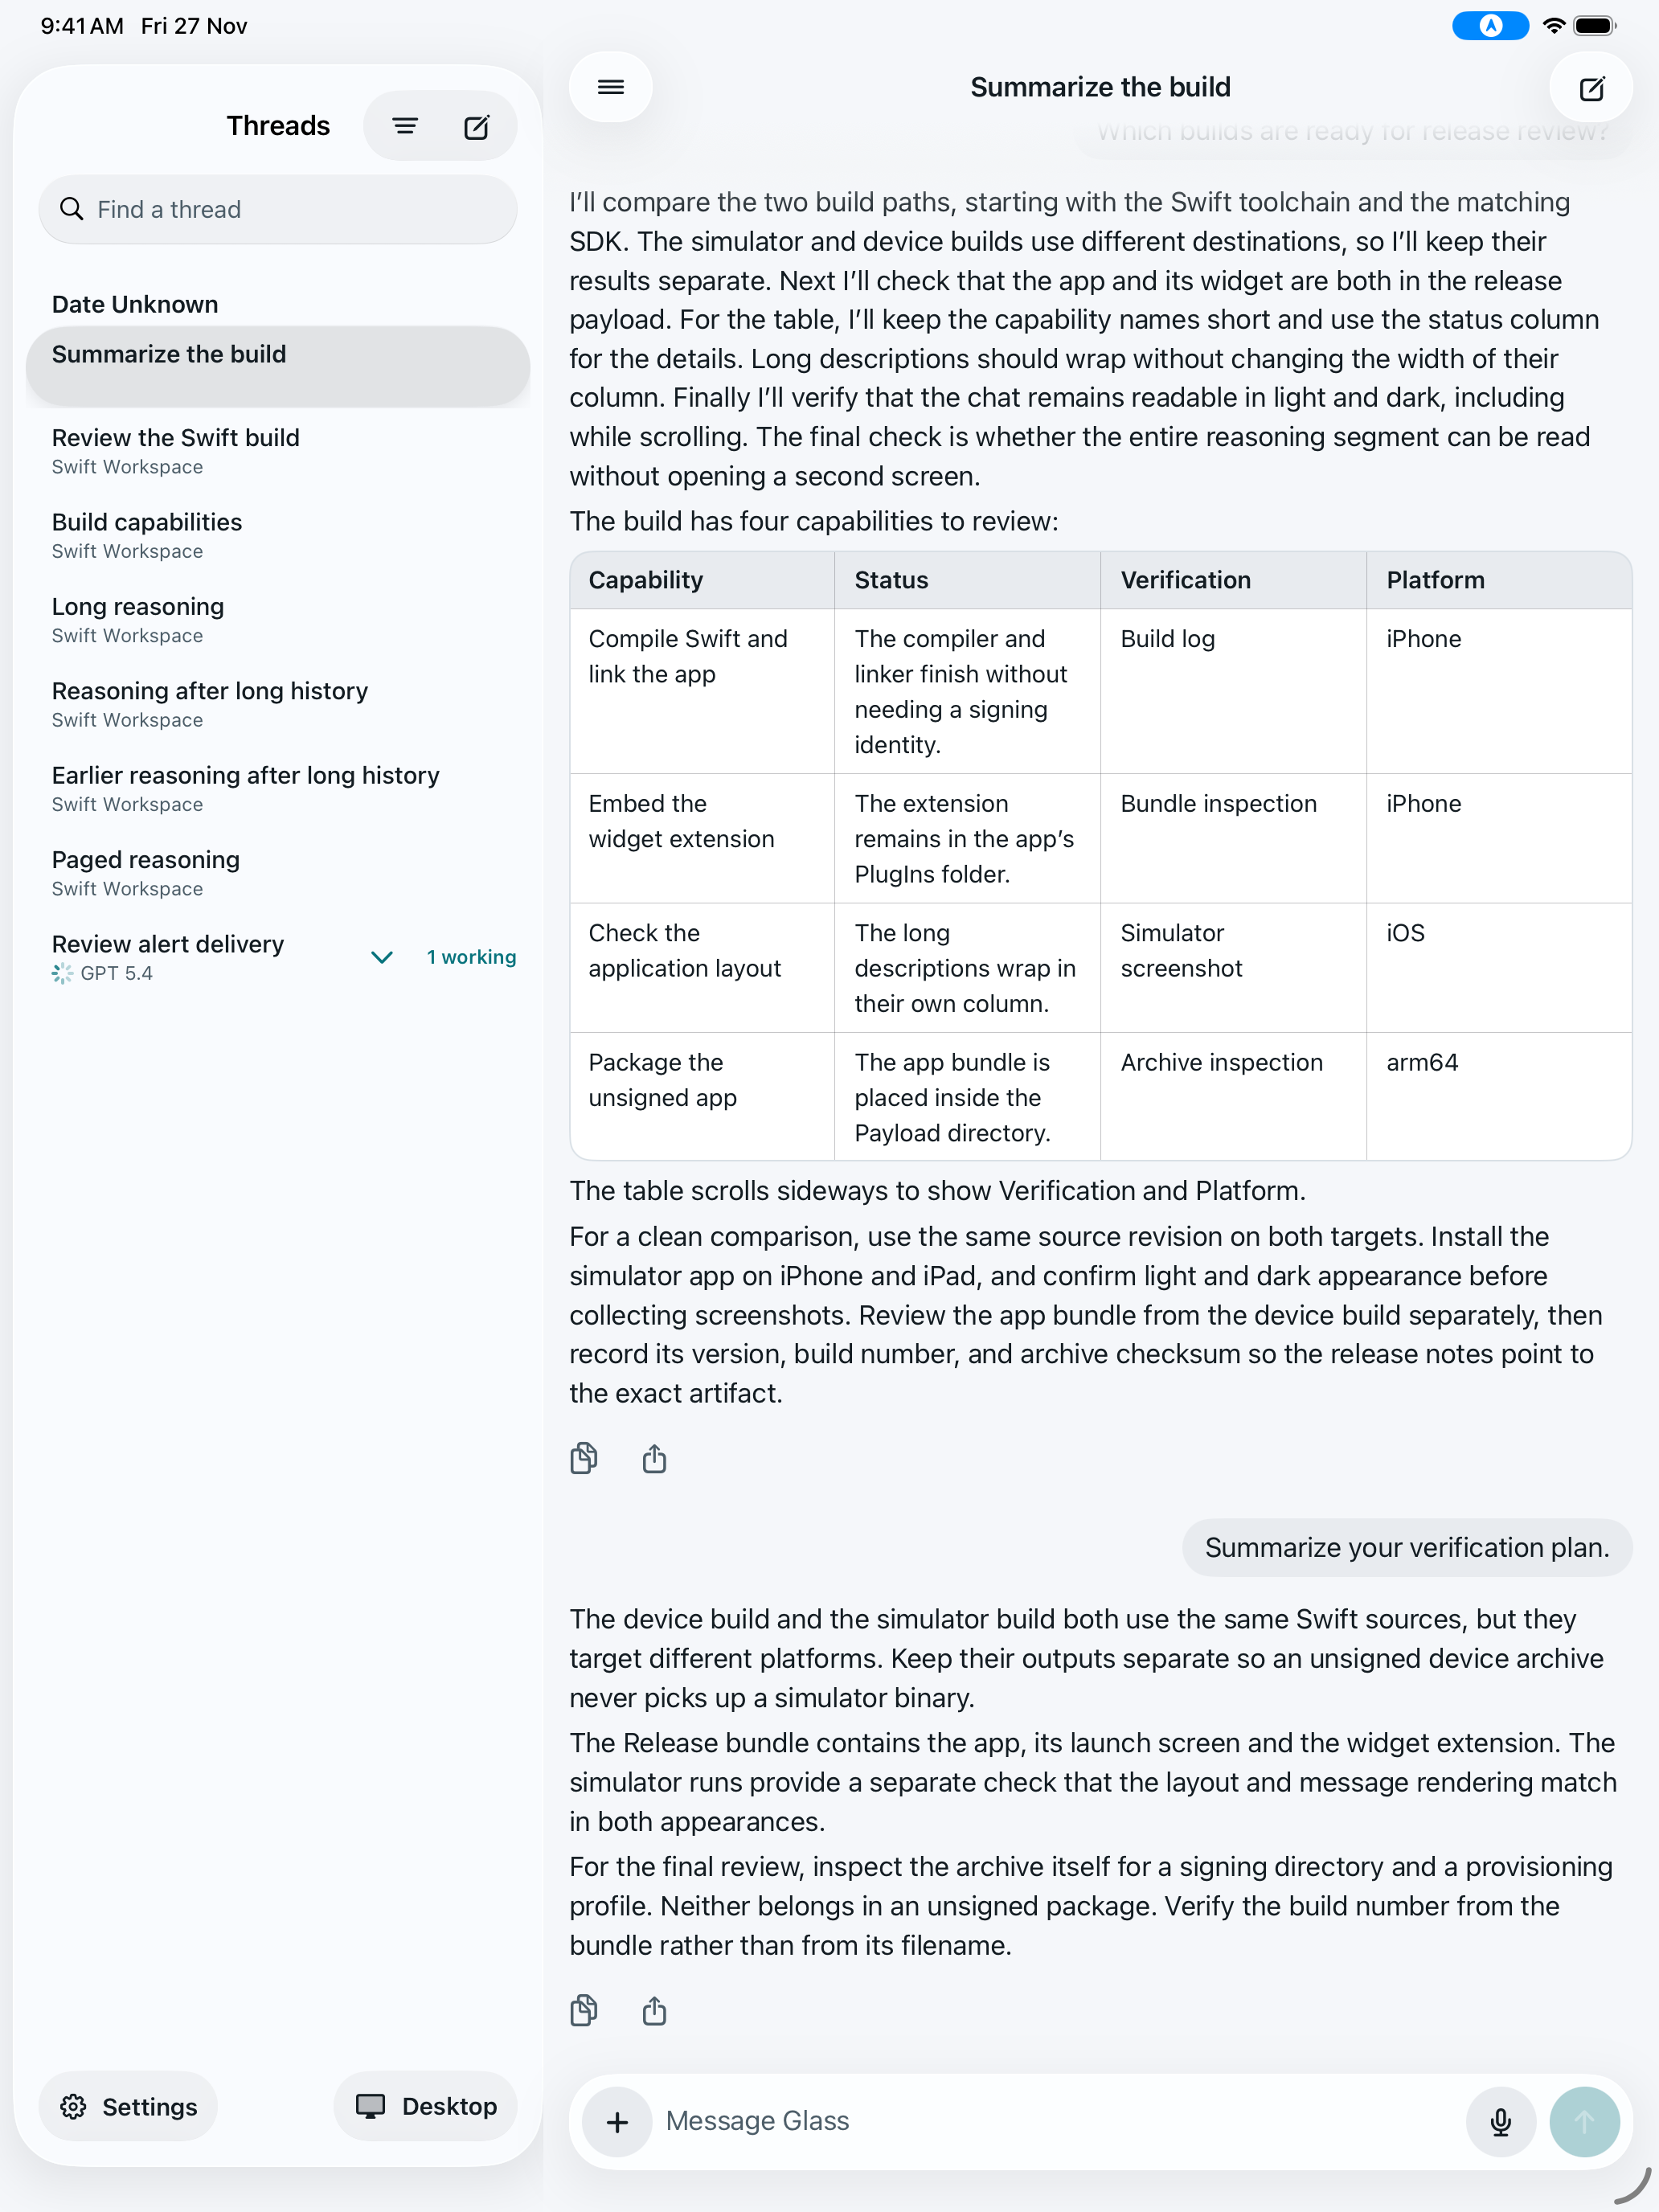 9:41 AM Fri 27 Nov
Threads
Find a thread
Date Unknown
Summarize the build
Review the Swift build
Swift Workspace
Build capabilities
Swift Workspace
Long reasoning
Swift Workspace
Reasoning after long history
Swift Workspace
Earlier reasoning after long history
Swift Workspace
Paged reasoning
Swift Workspace
Review alert delivery
GPT 5.4
1 working
Settings
Desktop
Summarize the build
Which builds are ready for release review?
I’ll compare the two build paths, starting with the Swift toolchain and the matching
SDK. The simulator and device builds use different destinations, so I’ll keep their
results separate. Next I’ll check that the app and its widget are both in the release
payload. For the table, I’ll keep the capability names short and use the status column
for the details. Long descriptions should wrap without changing the width of their
column. Finally I’ll verify that the chat remains readable in light and dark, including
while scrolling. The final check is whether the entire reasoning segment can be read
without opening a second screen.
The build has four capabilities to review:
Capability Status Verification Platform
Compile Swift and
link the app
The compiler and
linker finish without
needing a signing
identity.
Build log
iPhone
Embed the
widget extension
The extension
remains in the app’s
PlugIns folder.
Bundle inspection
iPhone
Check the
application layout
The long
descriptions wrap in
their own column.
Simulator
screenshot
iOS
Package the
unsigned app
The app bundle is
placed inside the
Payload directory.
Archive inspection
arm64
The table scrolls sideways to show Verification and Platform.
For a clean comparison, use the same source revision on both targets. Install the
simulator app on iPhone and iPad, and confirm light and dark appearance before
collecting screenshots. Review the app bundle from the device build separately, then
record its version, build number, and archive checksum so the release notes point to
the exact artifact.
Summarize your verification plan.
The device build and the simulator build both use the same Swift sources, but they
target different platforms. Keep their outputs separate so an unsigned device archive
never picks up a simulator binary.
The Release bundle contains the app, its launch screen and the widget extension. The
simulator runs provide a separate check that the layout and message rendering match
in both appearances.
For the final review, inspect the archive itself for a signing directory and a provisioning
profile. Neither belongs in an unsigned package. Verify the build number from the
bundle rather than from its filename.
Message Glass